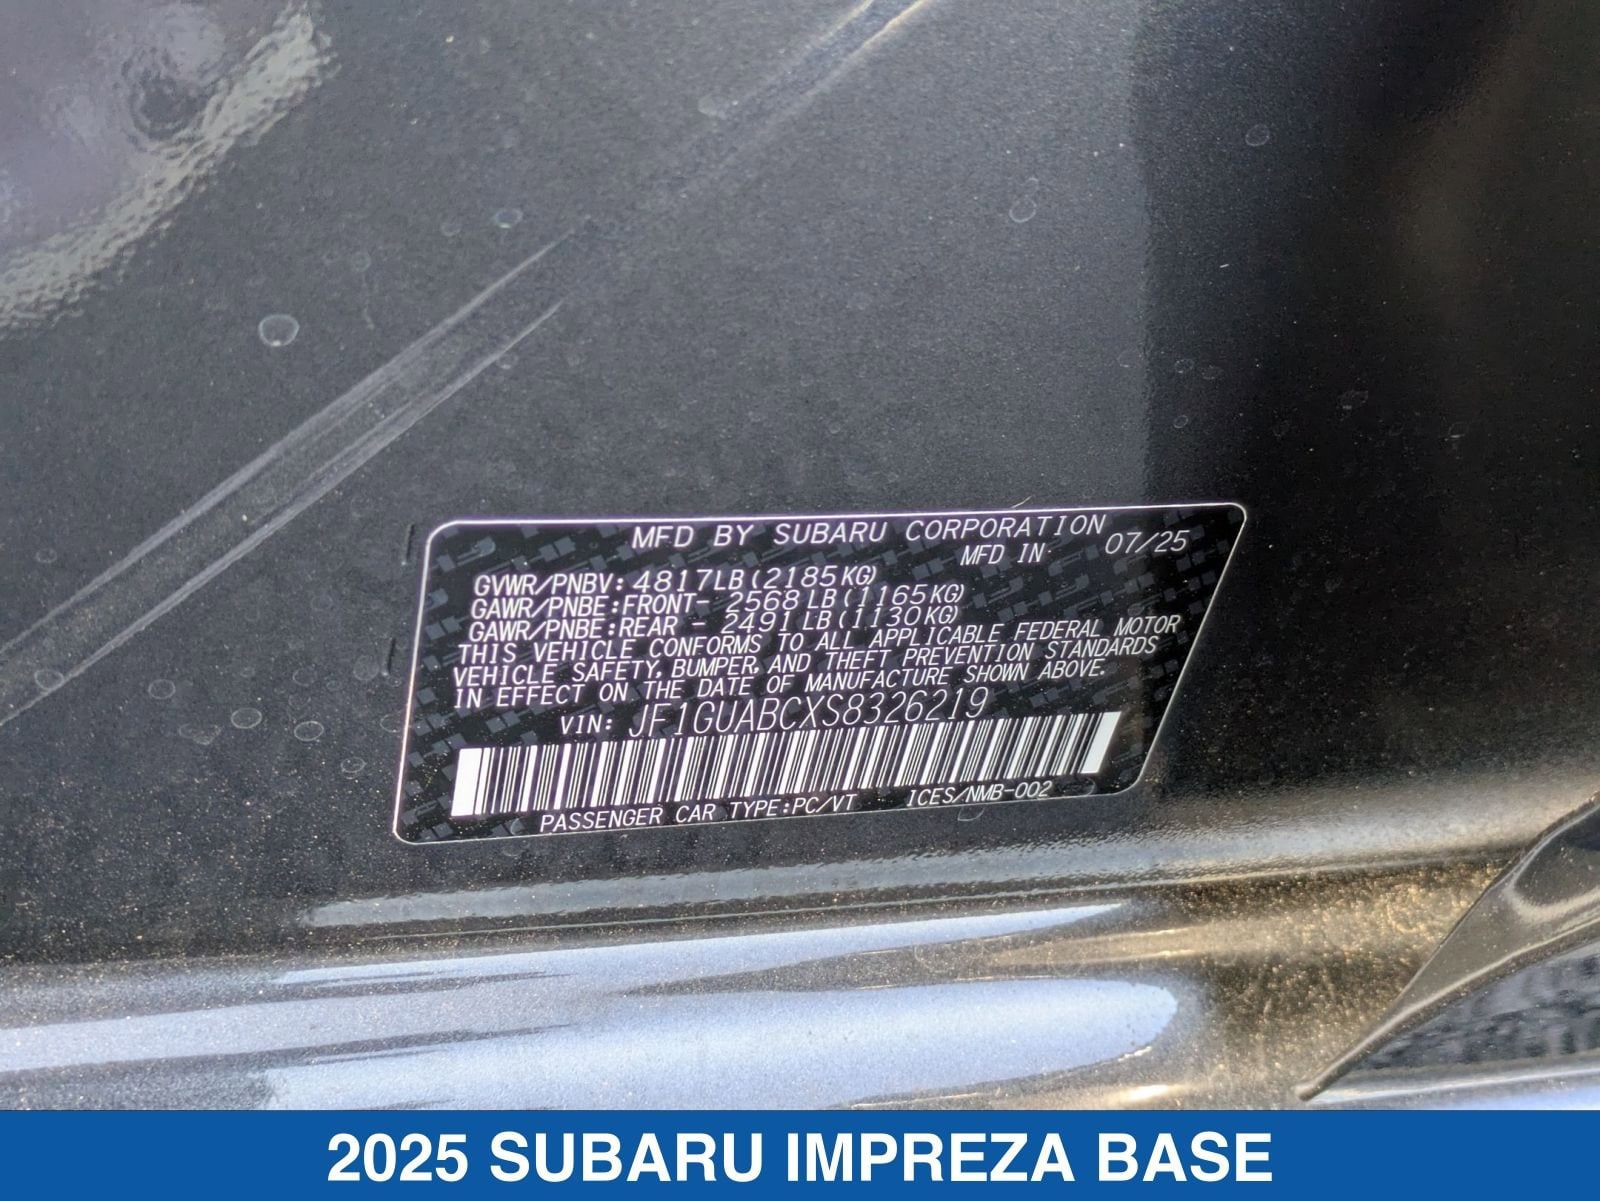 MFD BY SUBARU CORPORATION
MFD IN: 07/25
GVWR/PNBV: 4817LB(2185KG)
GAWR/PNBE:FRONT- 2568LB(1165KG)
GAWR/PNBE:REAR - 2491LB(1130KG)
THIS VEHICLE CONFORMS TO ALL APPLICABLE FEDERAL MOTOR
VEHICLE SAFETY, BUMPER, AND THEFT PREVENTION STANDARDS
IN EFFECT ON THE DATE OF MANUFACTURE SHOWN ABOVE.
VIN: JF1GUABCXS8326219
PASSENGER CAR TYPE:PC/VT ICES/NMB-002
2025 SUBARU IMPREZA BASE